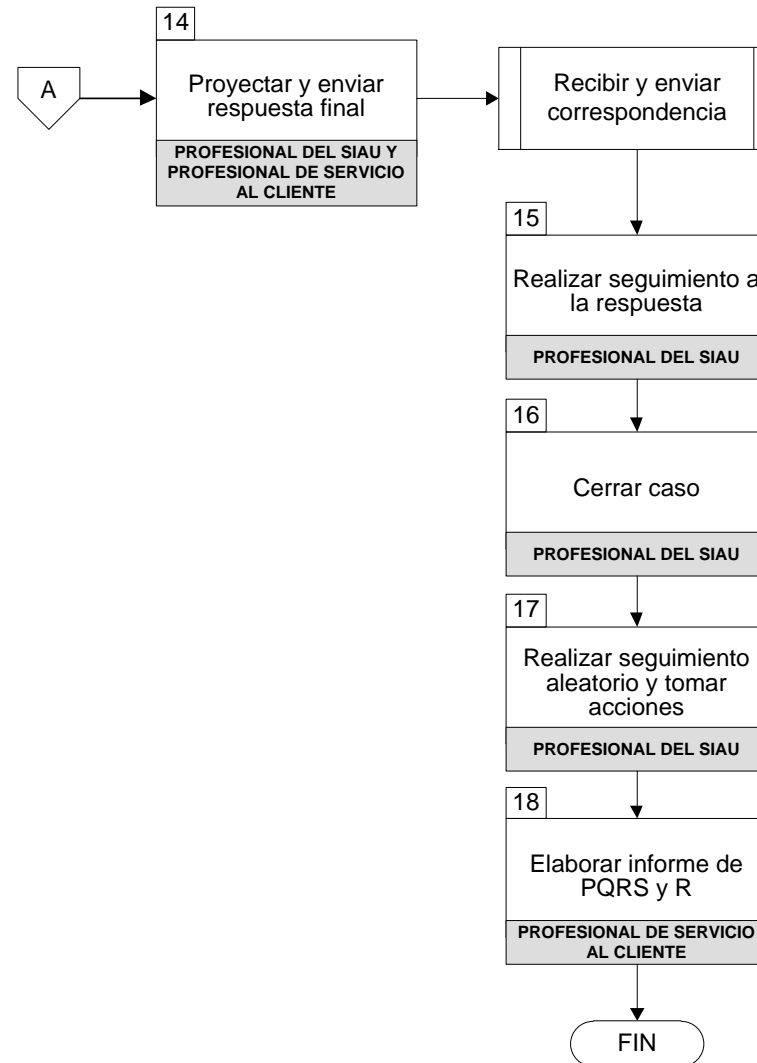 A
14
Proyectar y enviar
respuesta final
PROFESIONAL DEL SIAU Y
PROFESIONAL DE SERVICIO
AL CLIENTE
Recibir y enviar
correspondencia
15
Realizar seguimiento a
la respuesta
PROFESIONAL DEL SIAU
16
Cerrar caso
PROFESIONAL DEL SIAU
17
Realizar seguimiento
aleatorio y tomar
acciones
PROFESIONAL DEL SIAU
18
Elaborar informe de
PQRS y R
PROFESIONAL DE SERVICIO
AL CLIENTE
FIN